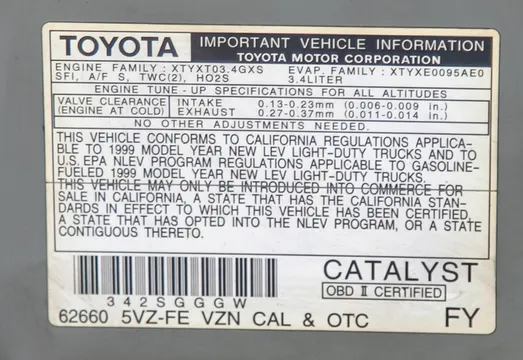 TOYOTA IMPORTANT VEHICLE INFORMATION
TOYOTA MOTOR CORPORATION
ENGINE FAMILY : XTYXT03.4GXS EVAP. FAMILY : XTYXE0095AE0
SFI, A/F S, TWC(2), HO2S 3.4LITER
ENGINE TUNE-UP SPECIFICATIONS FOR ALL ALTITUDES
VALVE CLEARANCE INTAKE 0.13-0.23mm (0.006-0.009 in.)
(ENGINE AT COLD) EXHAUST 0.27-0.37mm (0.011-0.014 in.)
NO OTHER ADJUSTMENTS NEEDED.
THIS VEHICLE CONFORMS TO CALIFORNIA REGULATIONS APPLICA-
BLE TO 1999 MODEL YEAR NEW LEV LIGHT-DUTY TRUCKS AND TO
U.S. EPA NLEV PROGRAM REGULATIONS APPLICABLE TO GASOLINE-
FUELED 1999 MODEL YEAR NEW LEV LIGHT-DUTY TRUCKS.
THIS VEHICLE MAY ONLY BE INTRODUCED INTO COMMERCE FOR
SALE IN CALIFORNIA, A STATE THAT HAS THE CALIFORNIA STAN-
DARDS IN EFFECT TO WHICH THIS VEHICLE HAS BEEN CERTIFIED,
A STATE THAT HAS OPTED INTO THE NLEV PROGRAM, OR A STATE
CONTIGUOUS THERETO.
CATALYST
OBD II CERTIFIED
342SGGGW
62660 5VZ-FE VZN CAL & OTC FY